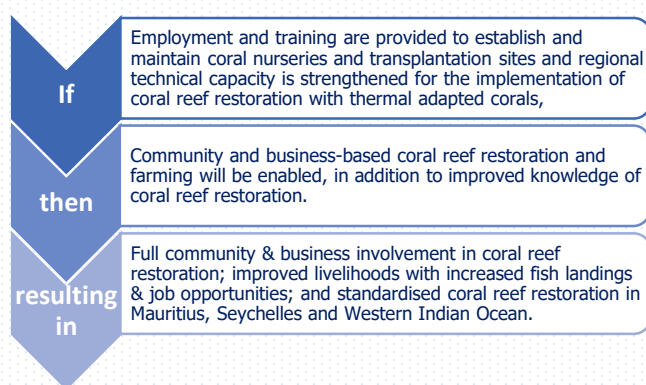 If
Employment and training are provided to establish and
maintain coral nurseries and transplantation sites and regional
technical capacity is strengthened for the implementation of
coral reef restoration with thermal adapted corals,
then
Community and business-based coral reef restoration and
farming will be enabled, in addition to improved knowledge of
coral reef restoration.
resulting
in
Full community & business involvement in coral reef
restoration; improved livelihoods with increased fish landings
& job opportunities; and standardised coral reef restoration in
Mauritius, Seychelles and Western Indian Ocean.